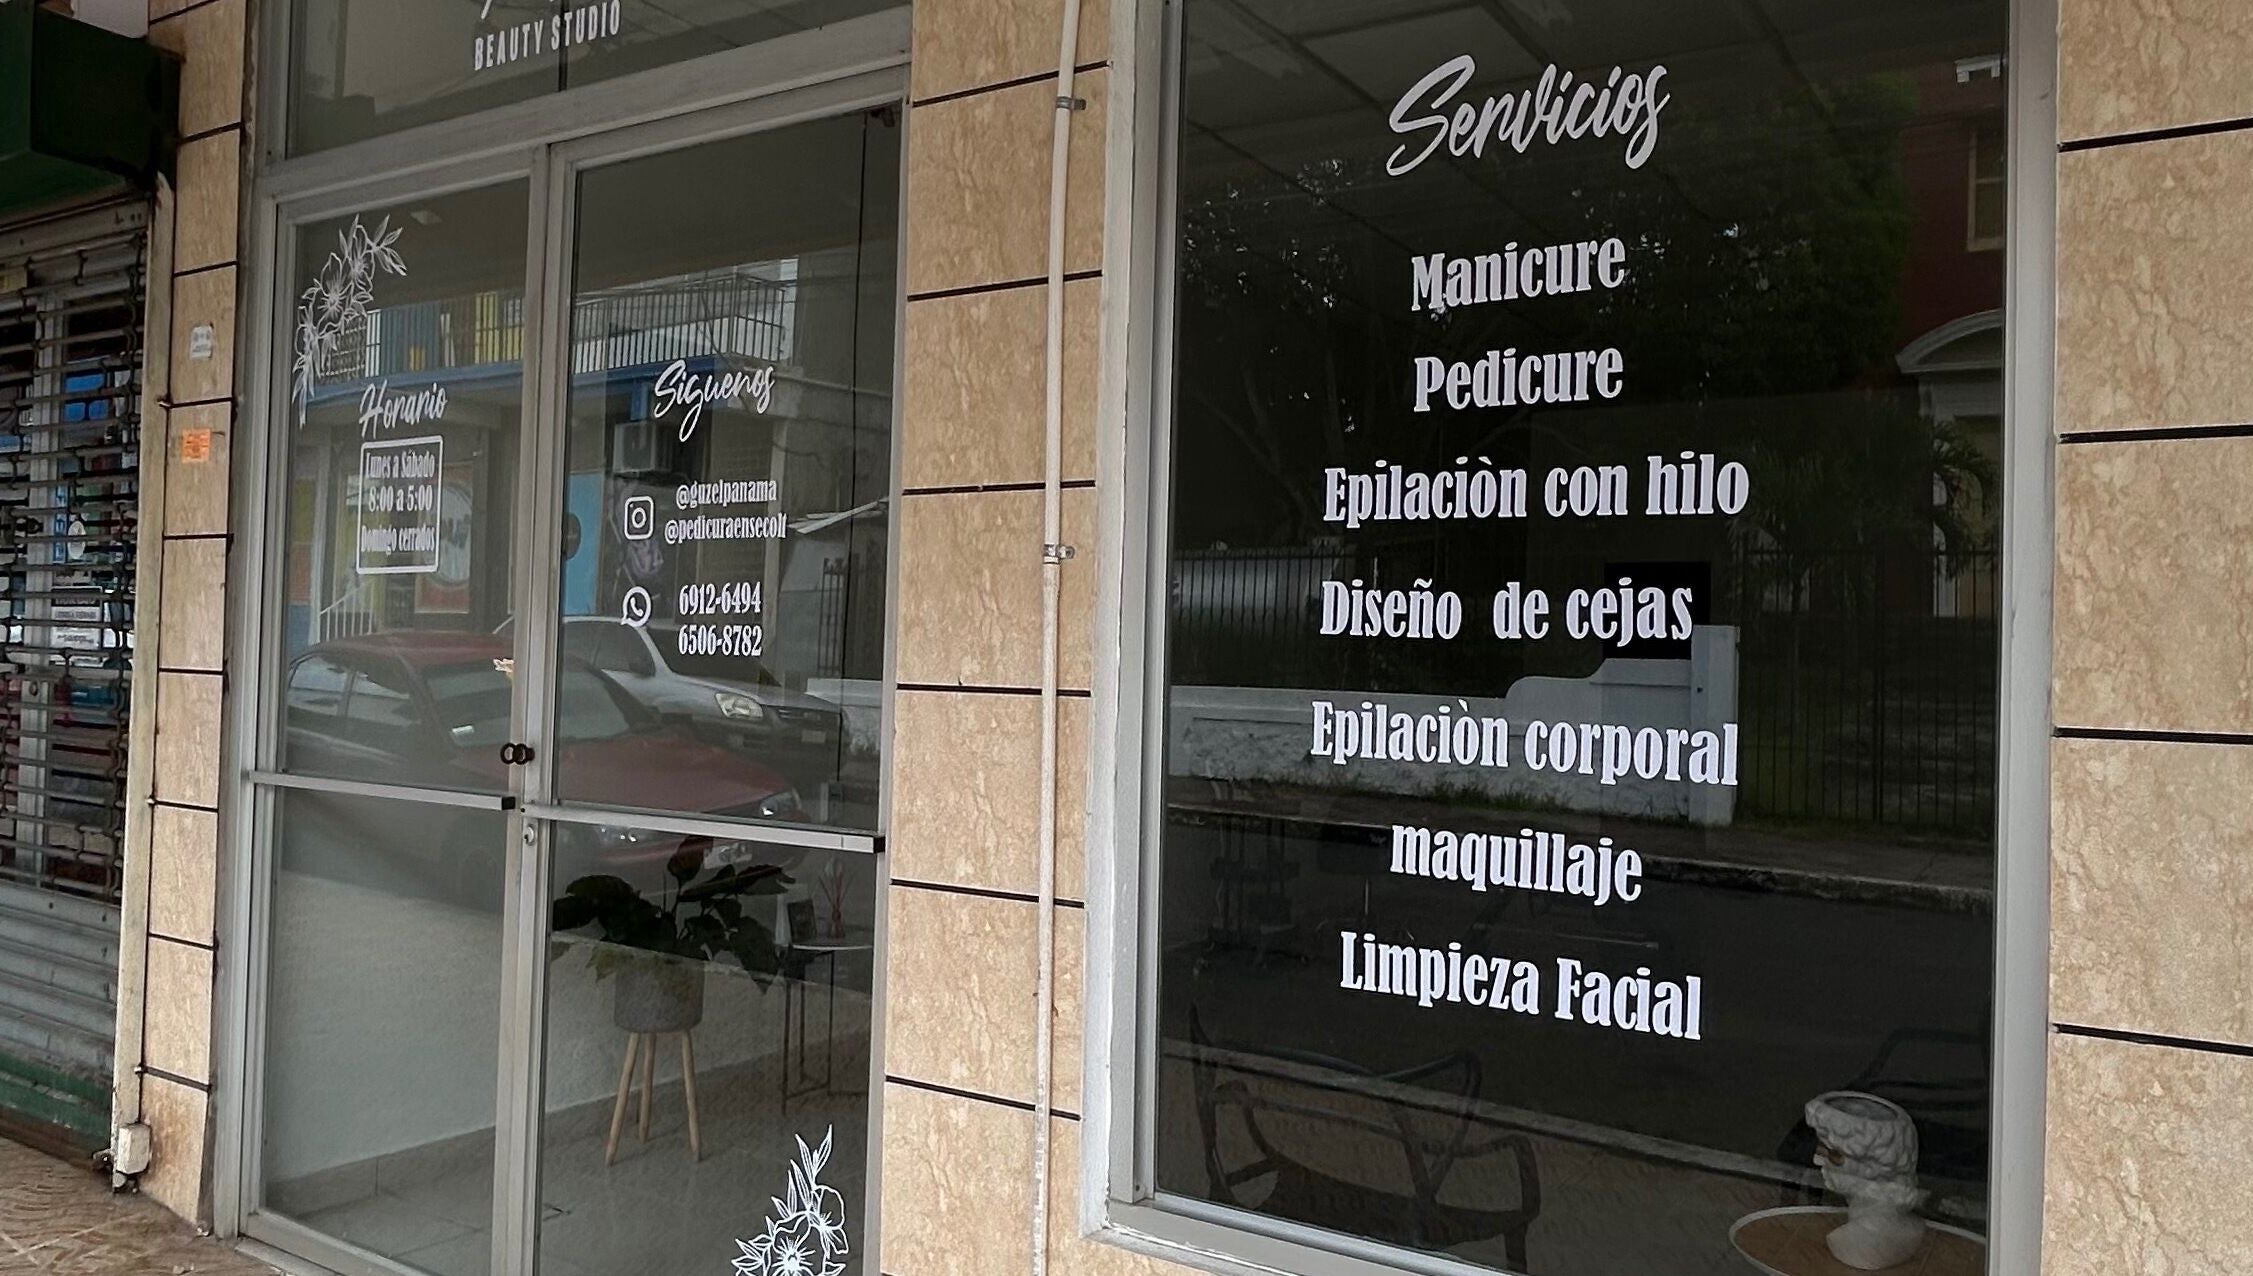 BEAUTY STUDIO
Horario
Lunes a Sábado
8:00 a 5:00
Domingo cerrados
Siguenos
@guzelpanama
@pedicuraensecolf
6912-6494
6506-8782
Servicios
Manicure
Pedicure
Epilaciòn con hilo
Diseño de cejas
Epilaciòn corporal
maquillaje
Limpieza Facial